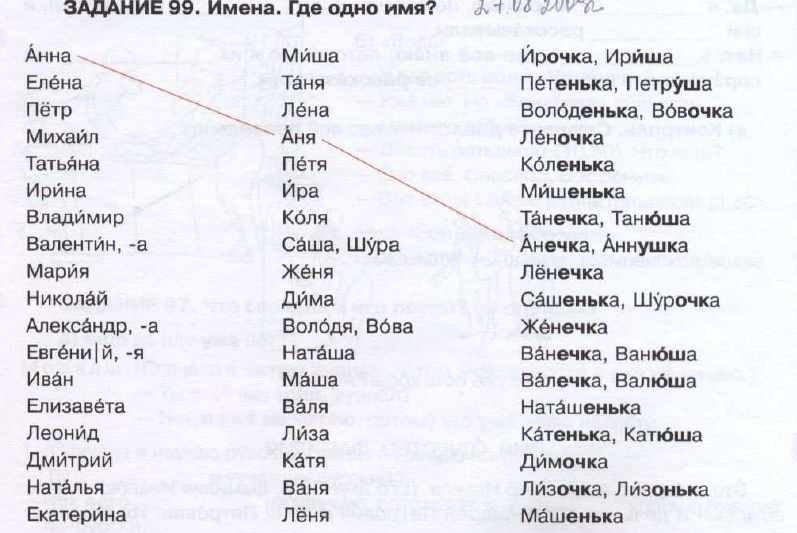 ЗАДАНИЕ 99. Имена. Где одно имя?
А́нна Ми́ша И́рочка, Ири́ша
Еле́на Та́ня Пе́тенька, Петру́ша
Пётр Ле́на Воло́денька, Во́вочка
Михаи́л А́ня Ле́ночка
Татья́на Пе́тя Ко́ленька
Ири́на И́ра Ми́шенька
Влади́мир Ко́ля Та́нечка, Таню́ша
Валенти́н, -а Са́ша, Шу́ра А́нечка, А́ннушка
Мари́я Же́ня Лёнечка
Никола́й Ди́ма Са́шенька, Шу́рочка
Алекса́ндр, -а Воло́дя, Во́ва Же́нечка
Евге́ни|й, -я Ната́ша Ва́нечка, Ваню́ша
Ива́н Ма́ша Ва́лечка, Валю́ша
Елизаве́та Ва́ля Ната́шенька
Леони́д Ли́за Ка́тенька, Катю́ша
Дми́трий Ка́тя Ди́мочка
Ната́лья Ва́ня Ли́зочка, Ли́зонька
Екатери́на Лёня Ма́шенька